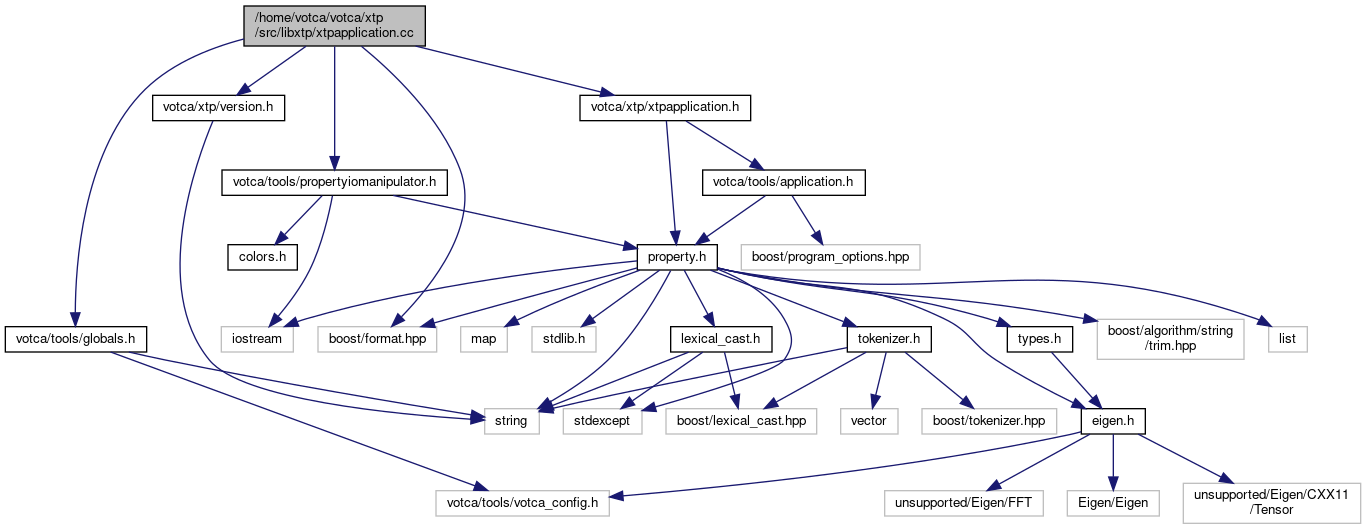 /home/votca/votca/xtp
/src/libxtp/xtpapplication.cc
votca/xtp/version.h
votca/xtp/xtpapplication.h
votca/tools/propertyiomanipulator.h
votca/tools/application.h
colors.h
property.h
boost/program_options.hpp
votca/tools/globals.h
iostream
boost/format.hpp
map
stdlib.h
lexical_cast.h
tokenizer.h
types.h
boost/algorithm/string
/trim.hpp
list
string
stdexcept
boost/lexical_cast.hpp
vector
boost/tokenizer.hpp
eigen.h
votca/tools/votca_config.h
unsupported/Eigen/FFT
Eigen/Eigen
unsupported/Eigen/CXX11
/Tensor